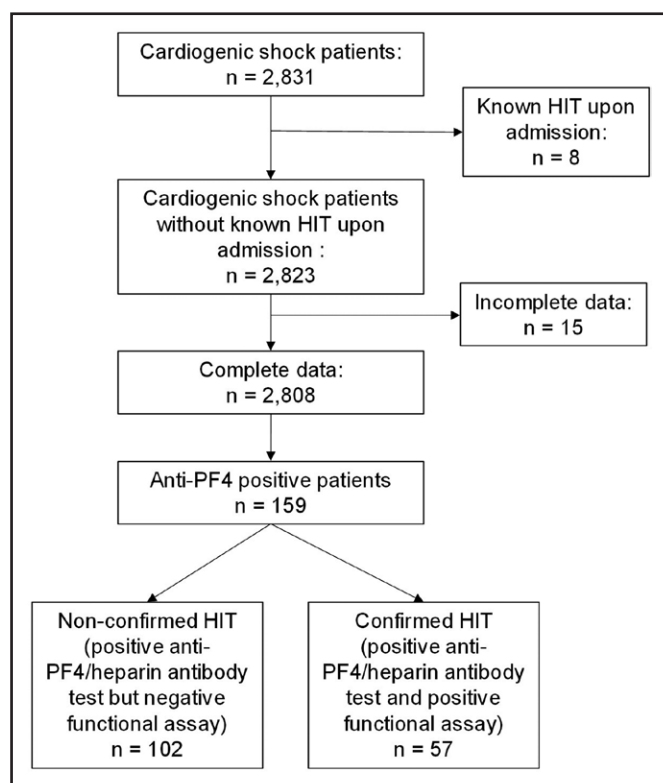 Cardiogenic shock patients:
n = 2,831
Known HIT upon
admission:
n = 8
Cardiogenic shock patients
without known HIT upon
admission :
n = 2,823
Incomplete data:
n = 15
Complete data:
n = 2,808
Anti-PF4 positive patients
n = 159
Non-confirmed HIT
(positive anti-
PF4/heparin antibody
test but negative
functional assay)
n = 102
Confirmed HIT
(positive anti-
PF4/heparin antibody
test and positive
functional assay)
n = 57